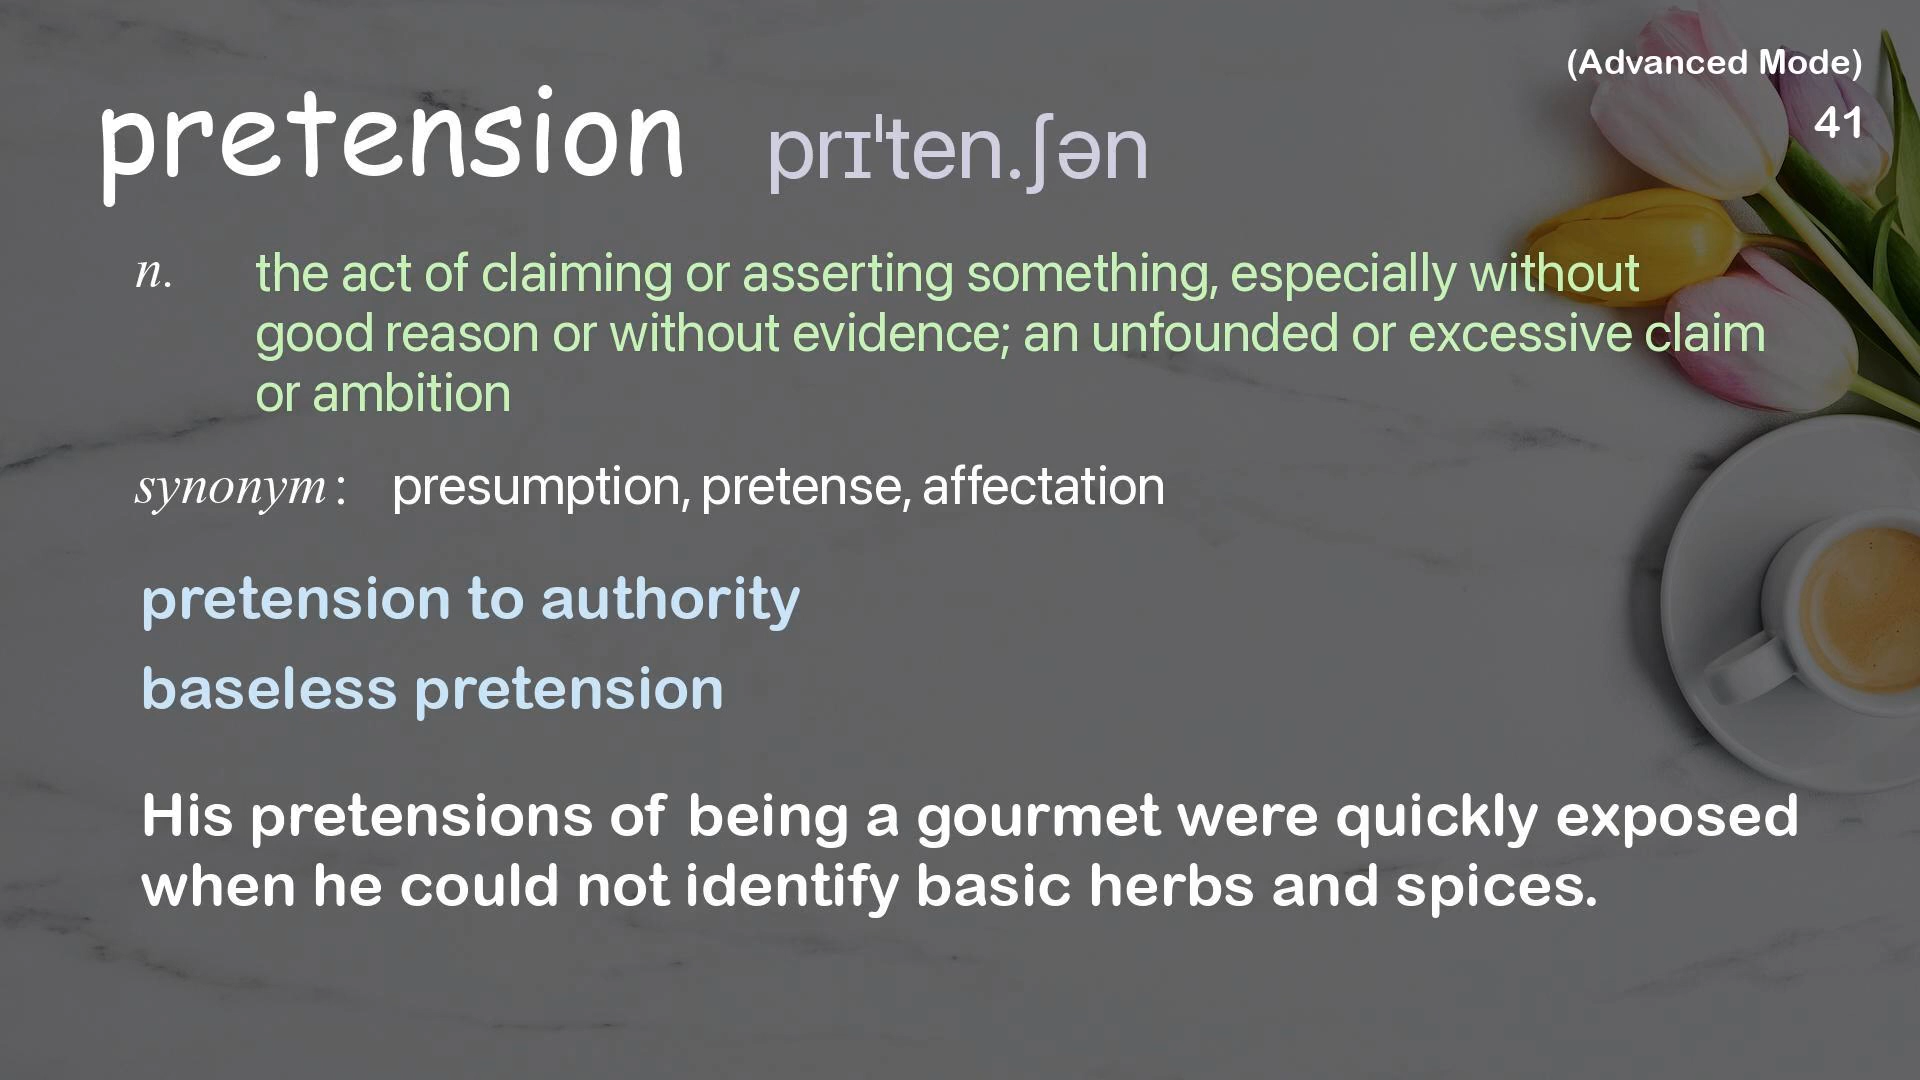 (Advanced Mode)
41
pretension prɪˈten.ʃən
n. the act of claiming or asserting something, especially without
good reason or without evidence; an unfounded or excessive claim
or ambition
synonym: presumption, pretense, affectation
pretension to authority
baseless pretension
His pretensions of being a gourmet were quickly exposed
when he could not identify basic herbs and spices.